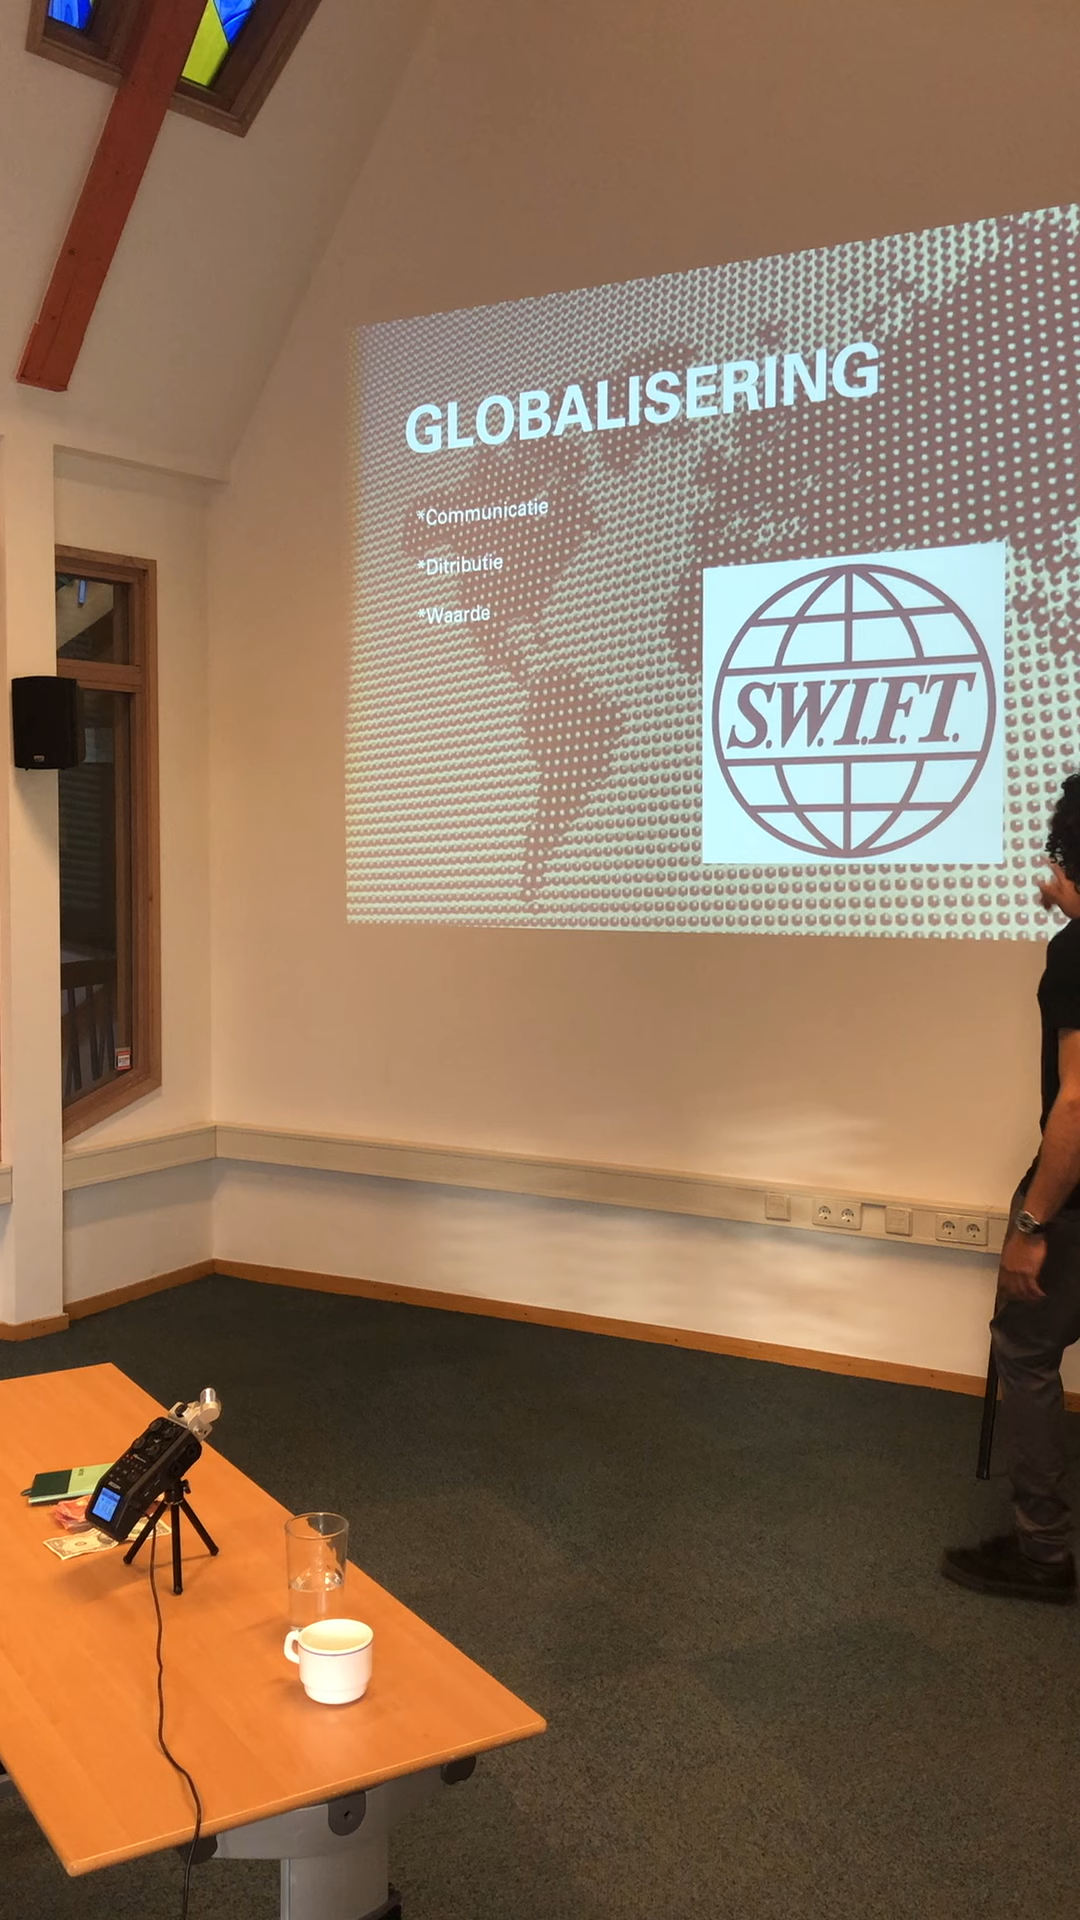 GLOBALISERING
*Communicatie
*Ditributie
*Waarde
S.W.I.F.T.